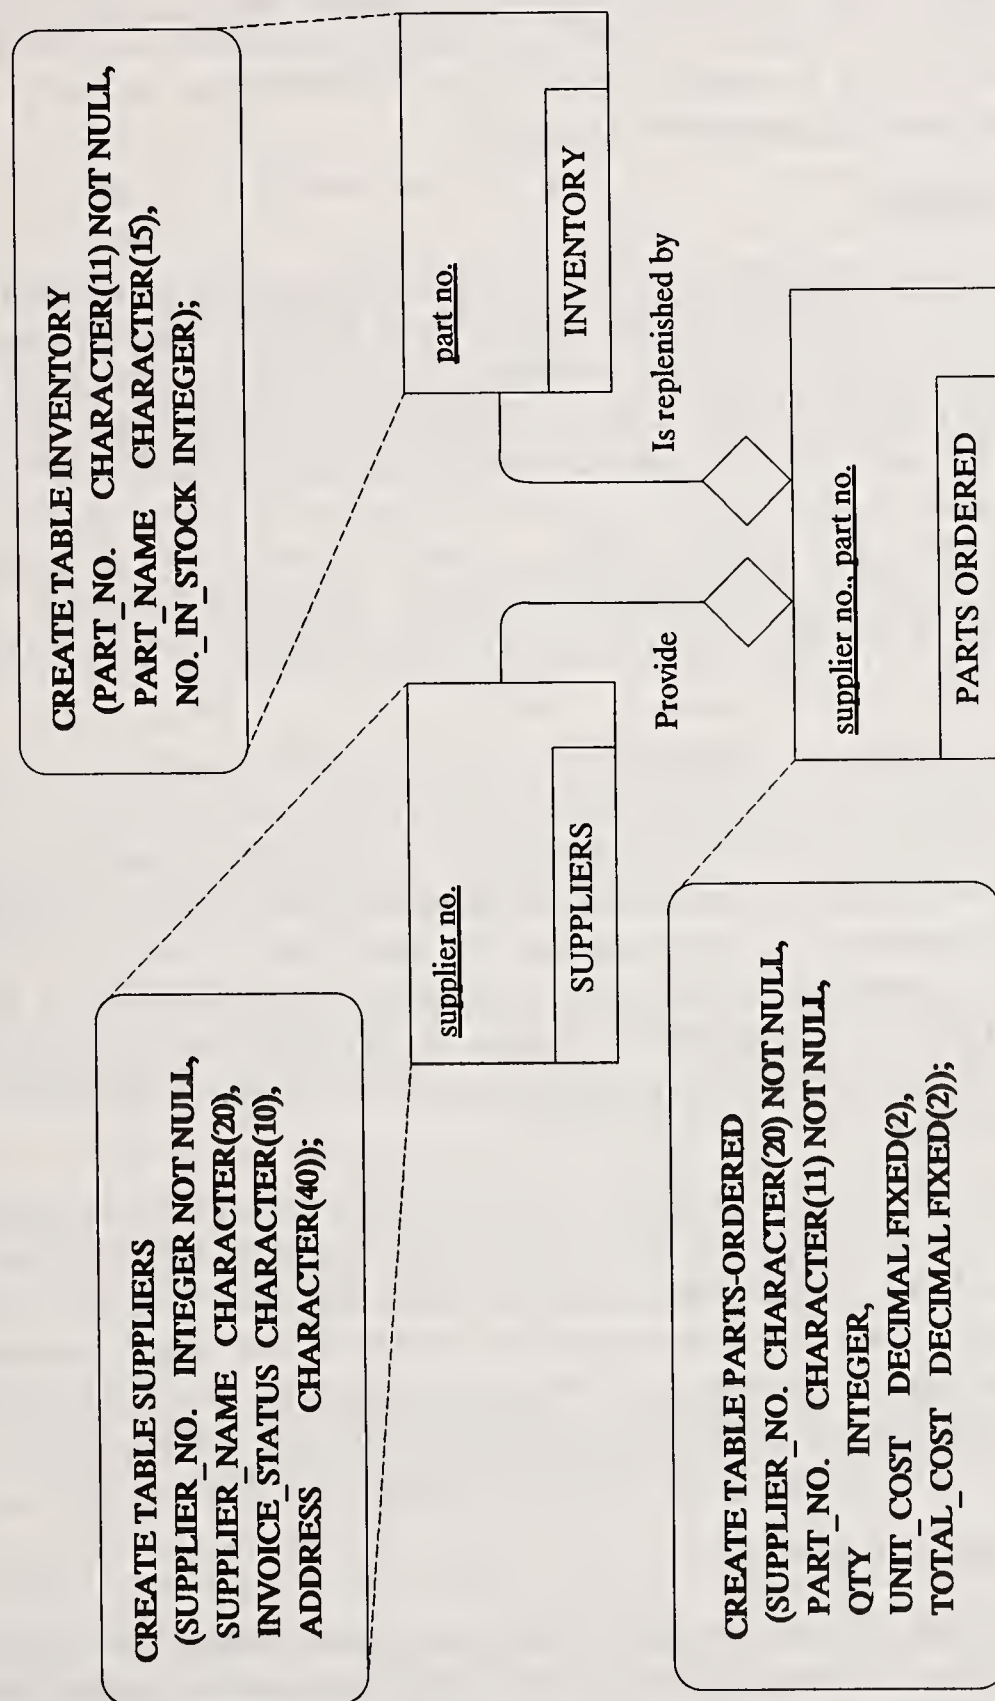 CREATE TABLE SUPPLIERS
(SUPPLIER_NO. INTEGER NOT NULL,
SUPPLIER_NAME CHARACTER(20),
INVOICE_STATUS CHARACTER(10),
ADDRESS CHARACTER(40));
CREATE TABLE INVENTORY
(PART_NO. CHARACTER(11) NOT NULL,
PART_NAME CHARACTER(15),
NO._IN_STOCK INTEGER);
supplier no.
SUPPLIERS
part no.
INVENTORY
Provide
Is replenished by
CREATE TABLE PARTS-ORDERED
(SUPPLIER_NO. CHARACTER(20) NOT NULL,
PART_NO. CHARACTER(11) NOT NULL,
QTY INTEGER,
UNIT_COST DECIMAL FIXED(2),
TOTAL_COST DECIMAL FIXED(2));
supplier no., part no.
PARTS ORDERED